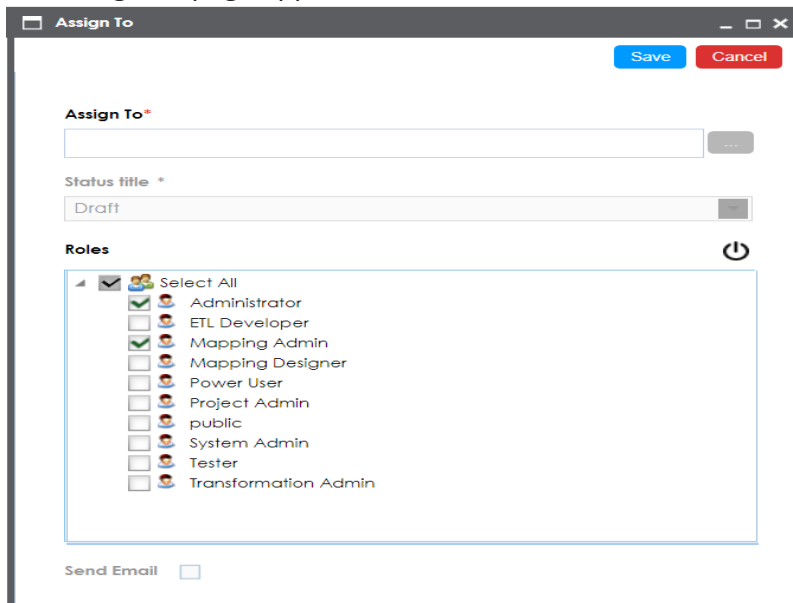 Assign To
Save Cancel
Assign To*
...
Status title *
Draft
Roles
Select All
Administrator
ETL Developer
Mapping Admin
Mapping Designer
Power User
Project Admin
public
System Admin
Tester
Transformation Admin
Send Email